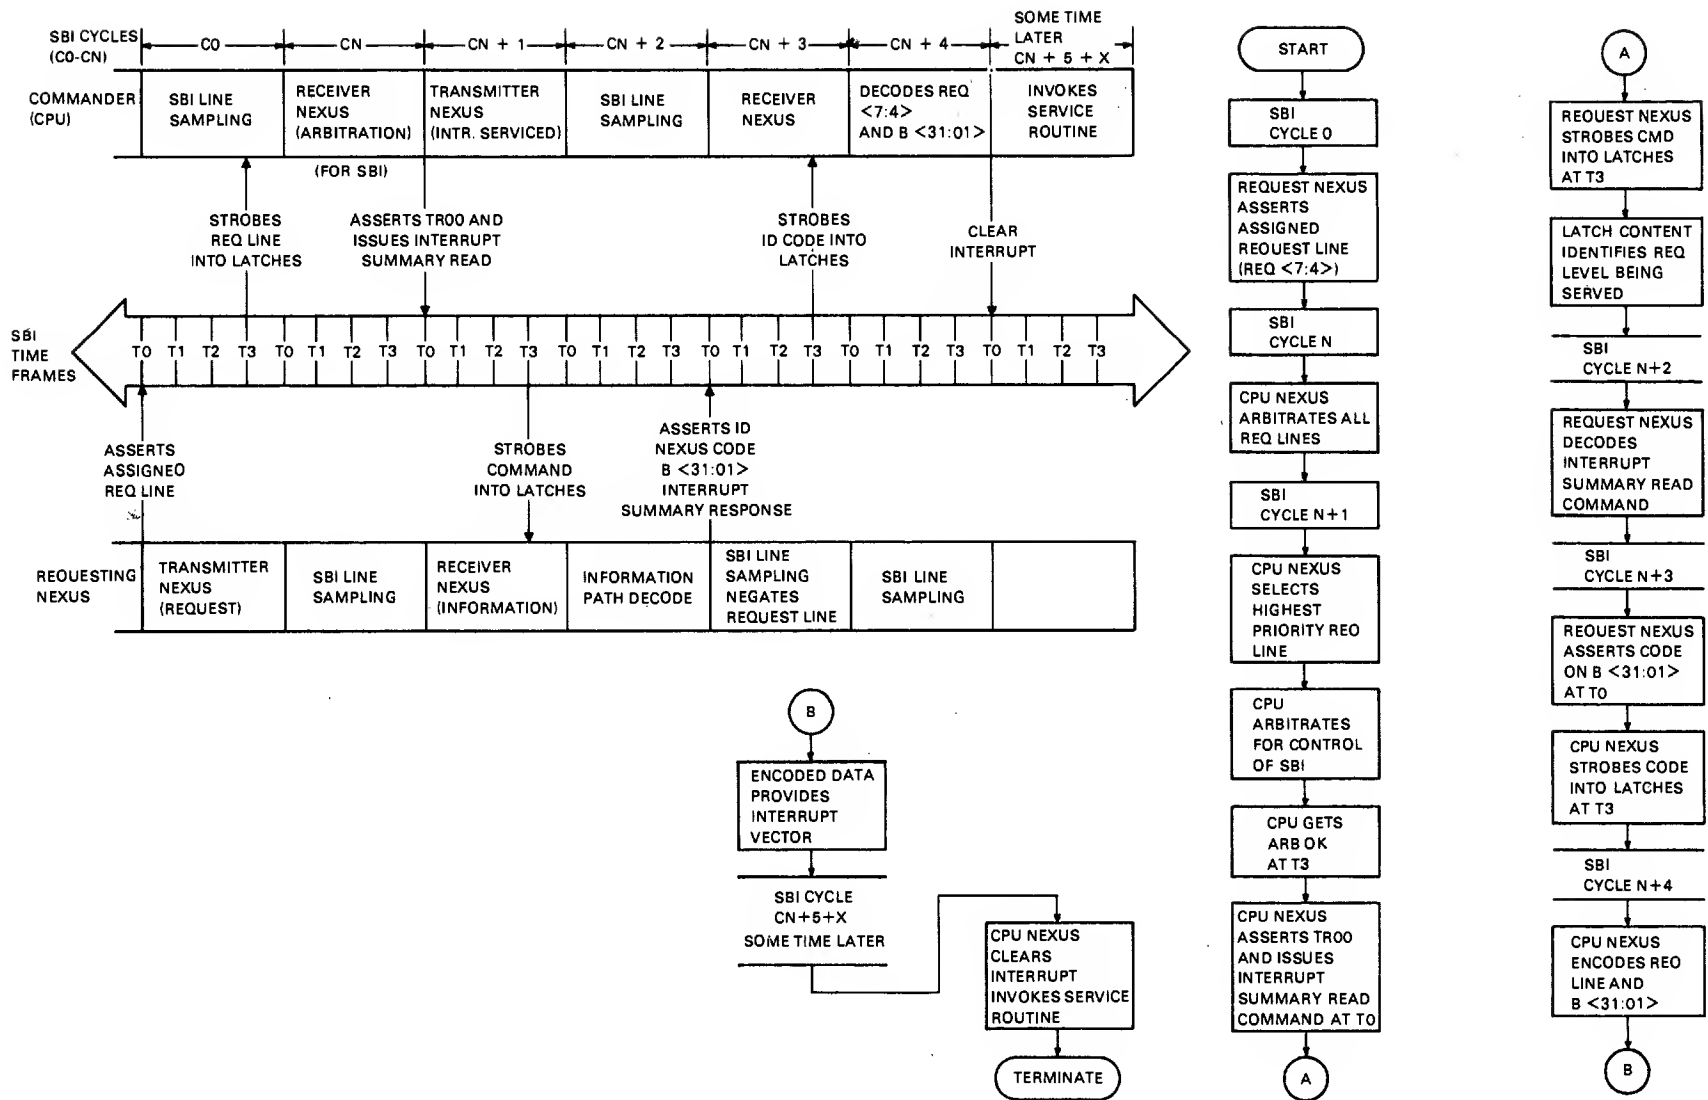 SBI CYCLES
(C0-CN)
C0
CN
CN + 1
CN + 2
CN + 3
CN + 4
SOME TIME
LATER
CN + 5 + X
COMMANDER
(CPU)
SBI LINE
SAMPLING
RECEIVER
NEXUS
(ARBITRATION)
TRANSMITTER
NEXUS
(INTR. SERVICED)
SBI LINE
SAMPLING
RECEIVER
NEXUS
DECODES REQ
<7:4>
AND B <31:01>
INVOKES
SERVICE
ROUTINE
(FOR SBI)
STROBES
REQ LINE
INTO LATCHES
ASSERTS TR00 AND
ISSUES INTERRUPT
SUMMARY READ
STROBES
ID CODE INTO
LATCHES
CLEAR
INTERRUPT
SBI
TIME
FRAMES
T0 T1 T2 T3 T0 T1 T2 T3 T0 T1 T2 T3 T0 T1 T2 T3 T0 T1 T2 T3 T0 T1 T2 T3 T0 T1 T2 T3
ASSERTS
ASSIGNED
REQ LINE
STROBES
COMMAND
INTO LATCHES
ASSERTS ID
NEXUS CODE
B <31:01>
INTERRUPT
SUMMARY RESPONSE
REQUESTING
NEXUS
TRANSMITTER
NEXUS
(REQUEST)
SBI LINE
SAMPLING
RECEIVER
NEXUS
(INFORMATION)
INFORMATION
PATH DECODE
SBI LINE
SAMPLING
NEGATES
REQUEST LINE
SBI LINE
SAMPLING
B
ENCODED DATA
PROVIDES
INTERRUPT
VECTOR
SBI CYCLE
CN+5+X
SOME TIME LATER
CPU NEXUS
CLEARS
INTERRUPT
INVOKES SERVICE
ROUTINE
TERMINATE
START
SBI
CYCLE 0
REQUEST NEXUS
ASSERTS
ASSIGNED
REQUEST LINE
(REQ <7:4>)
SBI
CYCLE N
CPU NEXUS
ARBITRATES ALL
REQ LINES
SBI
CYCLE N+1
CPU NEXUS
SELECTS
HIGHEST
PRIORITY REQ
LINE
CPU
ARBITRATES
FOR CONTROL
OF SBI
CPU GETS
ARB OK
AT T3
CPU NEXUS
ASSERTS TR00
AND ISSUES
INTERRUPT
SUMMARY READ
COMMAND AT T0
A
A
REQUEST NEXUS
STROBES CMD
INTO LATCHES
AT T3
LATCH CONTENT
IDENTIFIES REQ
LEVEL BEING
SERVED
SBI
CYCLE N+2
REQUEST NEXUS
DECODES
INTERRUPT
SUMMARY READ
COMMAND
SBI
CYCLE N+3
REQUEST NEXUS
ASSERTS CODE
ON B <31:01>
AT T0
CPU NEXUS
STROBES CODE
INTO LATCHES
AT T3
SBI
CYCLE N+4
CPU NEXUS
ENCODES REQ
LINE AND
B <31:01>
B